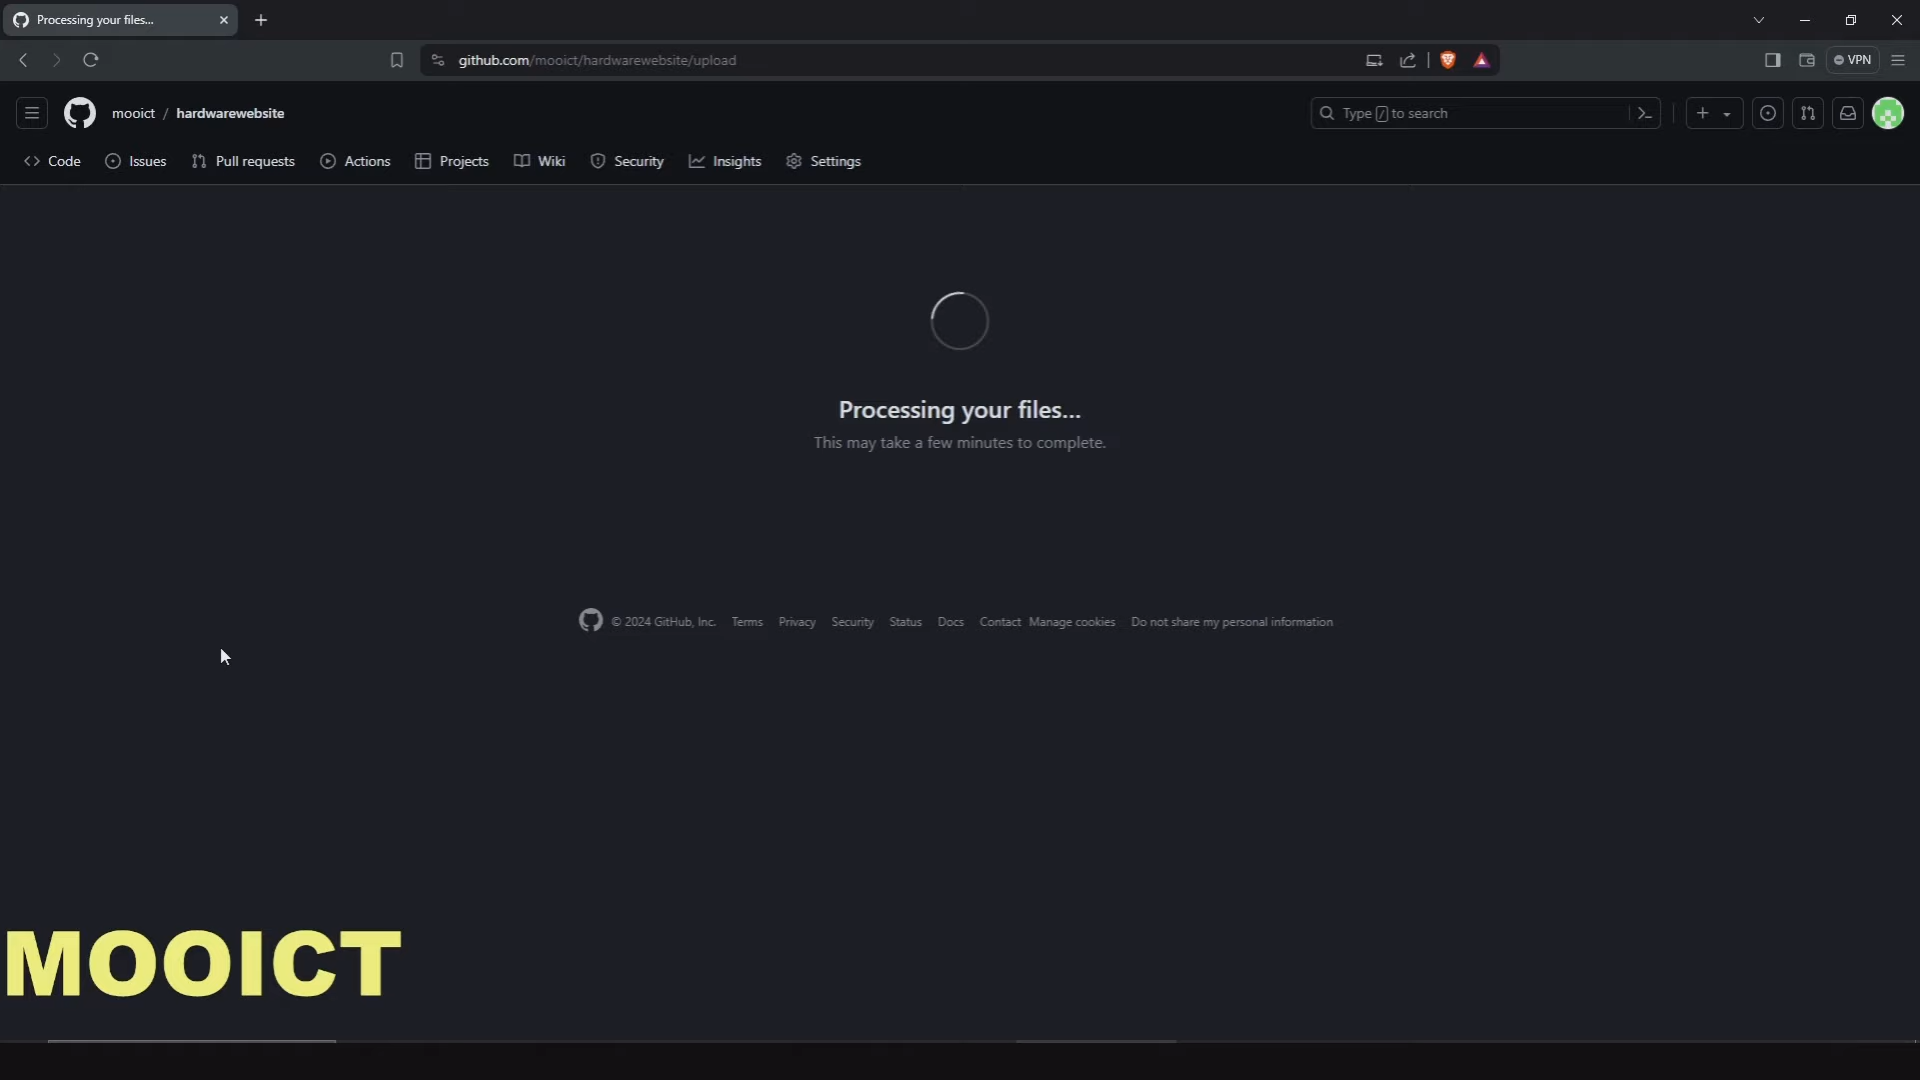 Processing your files...
github.com/mooict/hardwarewebsite/upload
VPN
mooict / hardwarewebsite
Type / to search
Code Issues Pull requests Actions Projects Wiki Security Insights Settings
Processing your files...
This may take a few minutes to complete.
© 2024 GitHub, Inc. Terms Privacy Security Status Docs Contact Manage cookies Do not share my personal information
MOOICT